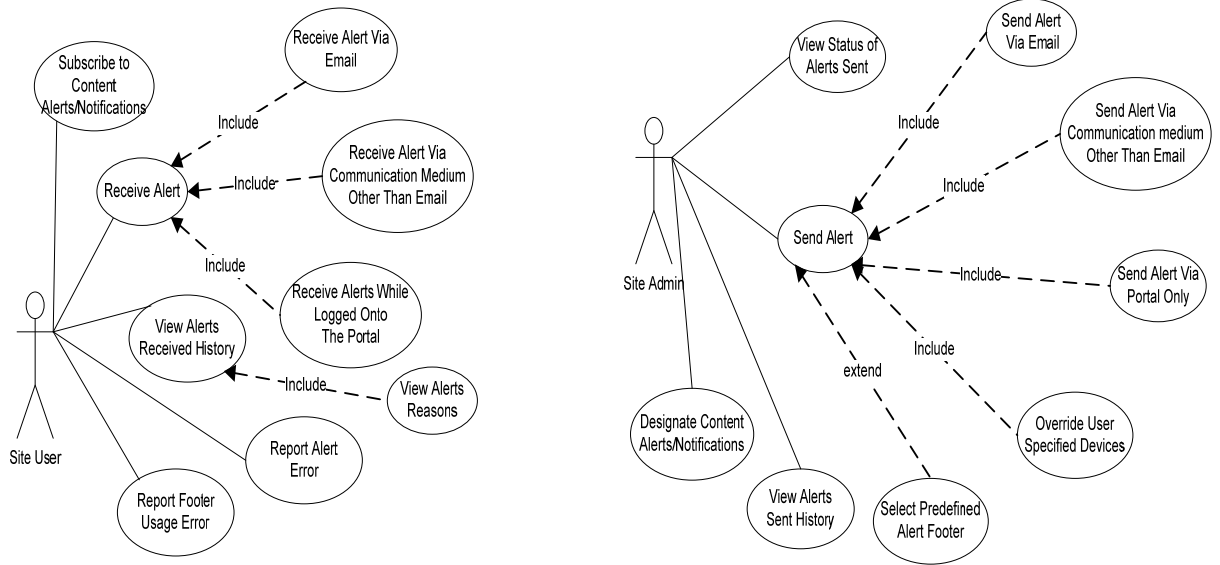 Subscribe to
Content
Alerts/Notifications
Receive Alert Via
Email
Include
Receive Alert
Include
Receive Alert Via
Communication Medium
Other Than Email
Include
Receive Alerts While
Logged Onto
The Portal
View Alerts
Received History
Include
View Alerts
Reasons
Site User
Report Alert
Error
Report Footer
Usage Error
View Status of
Alerts Sent
Send Alert
Via Email
Include
Send Alert Via
Communication medium
Other Than Email
Include
Send Alert
Site Admin
Include
Send Alert Via
Portal Only
Include
extend
Designate Content
Alerts/Notifications
Override User
Specified Devices
View Alerts
Sent History
Select Predefined
Alert Footer